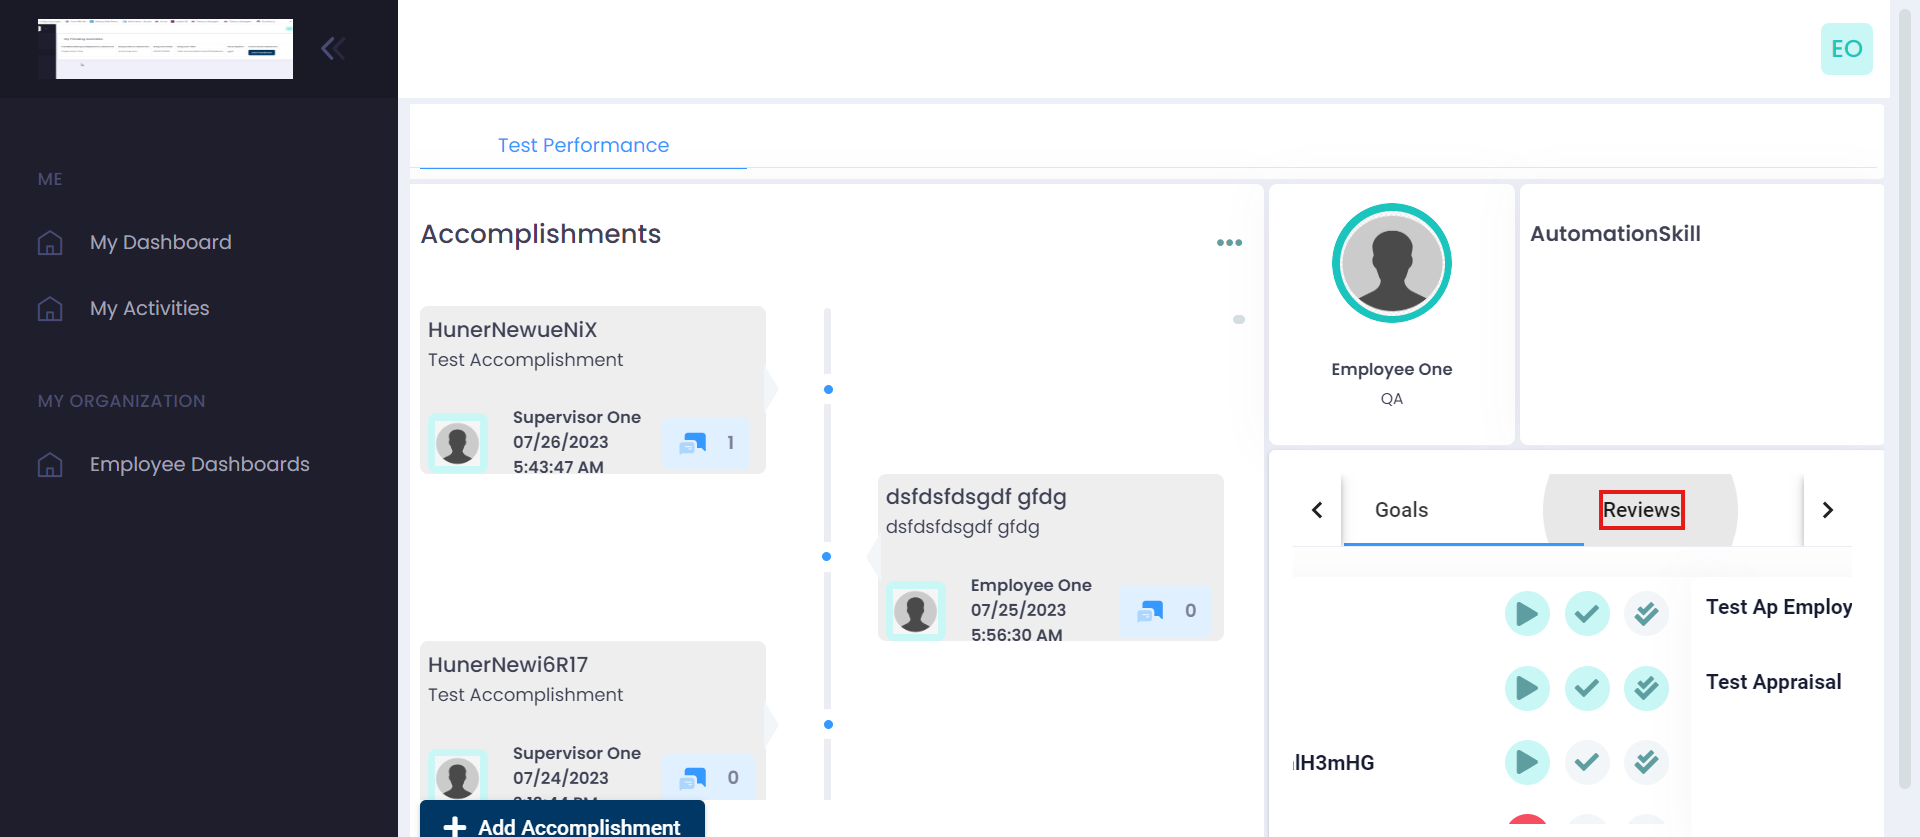 EO
ME
My Dashboard
My Activities
MY ORGANIZATION
Employee Dashboards
Test Performance
Accomplishments
HunerNewueNiX
Test Accomplishment
Supervisor One
07/26/2023
5:43:47 AM
1
dsfdsfdsgdf gfdg
dsfdsfdsgdf gfdg
Employee One
07/25/2023
5:56:30 AM
0
HunerNewi6R17
Test Accomplishment
Supervisor One
07/24/2023
0
Add Accomplishment
Employee One
QA
AutomationSkill
Goals
Reviews
Test Ap Employ
Test Appraisal
lH3mHG